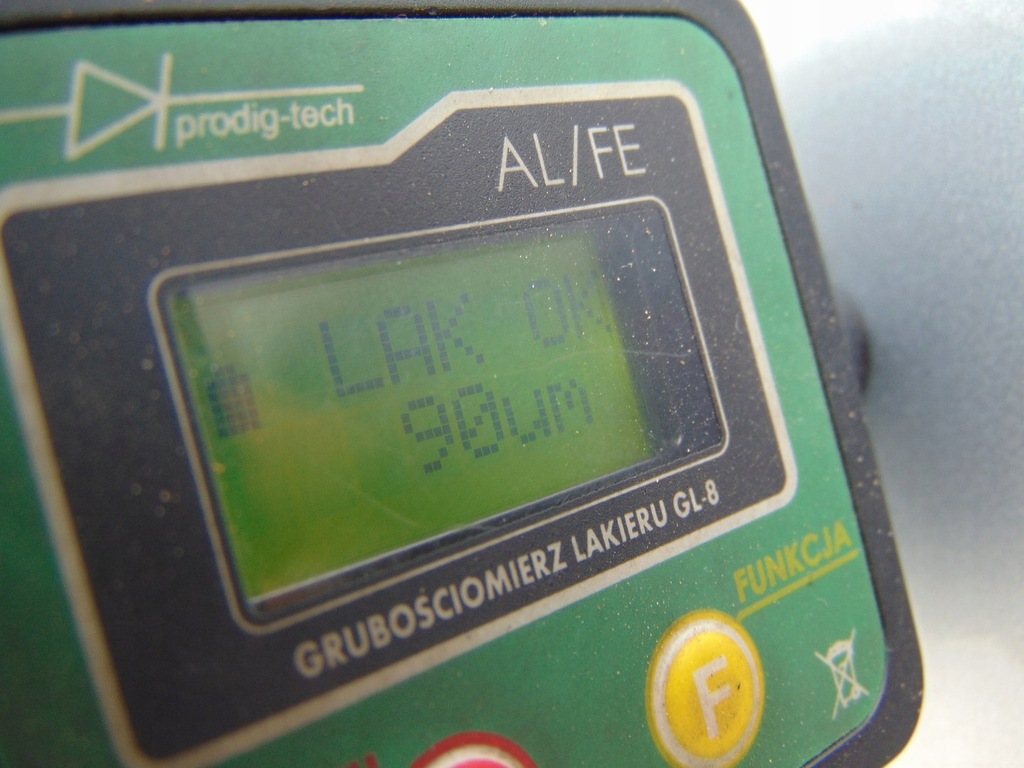 prodig-tech
AL/FE
LAK OK
90um
GRUBOŚCIOMIERZ LAKIERU GL-8
FUNKCJA
F